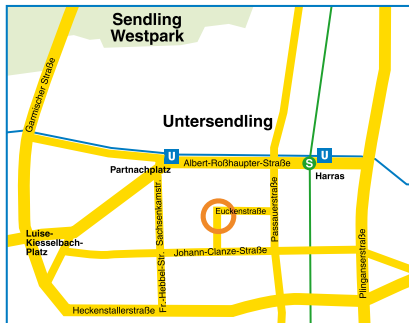 Sendling
Westpark
Garmischer Straße
Untersendling
U
U
Albert-Roßhaupter-Straße
S
Partnachplatz
Harras
Sachsenkamstr.
Euckenstraße
Passauerstraße
Luise-
Kiesselbach-
Platz
Johann-Clanze-Straße
Plinganserstraße
Fr.-Hebbel-Str.
Heckenstallerstraße